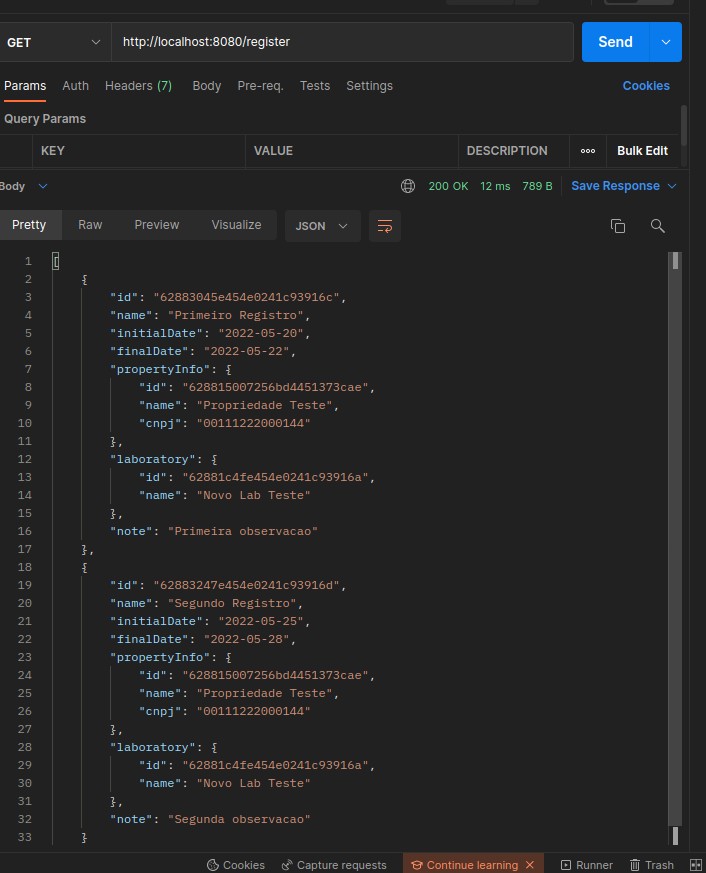 GET http://localhost:8080/register Send
Params Auth Headers (7) Body Pre-req. Tests Settings Cookies
Query Params
KEY VALUE DESCRIPTION ooo Bulk Edit
Body 200 OK 12 ms 789 B Save Response
Pretty Raw Preview Visualize JSON
1 [
2 {
3 "id": "62883045e454e0241c93916c",
4 "name": "Primeiro Registro",
5 "initialDate": "2022-05-20",
6 "finalDate": "2022-05-22",
7 "propertyInfo": {
8 "id": "628815007256bd4451373cae",
9 "name": "Propriedade Teste",
10 "cnpj": "00111222000144"
11 },
12 "laboratory": {
13 "id": "62881c4fe454e0241c93916a",
14 "name": "Novo Lab Teste"
15 },
16 "note": "Primeira observacao"
17 },
18 {
19 "id": "62883247e454e0241c93916d",
20 "name": "Segundo Registro",
21 "initialDate": "2022-05-25",
22 "finalDate": "2022-05-28",
23 "propertyInfo": {
24 "id": "628815007256bd4451373cae",
25 "name": "Propriedade Teste",
26 "cnpj": "00111222000144"
27 },
28 "laboratory": {
29 "id": "62881c4fe454e0241c93916a",
30 "name": "Novo Lab Teste"
31 },
32 "note": "Segunda observacao"
33 }
Cookies Capture requests Continue learning Runner Trash